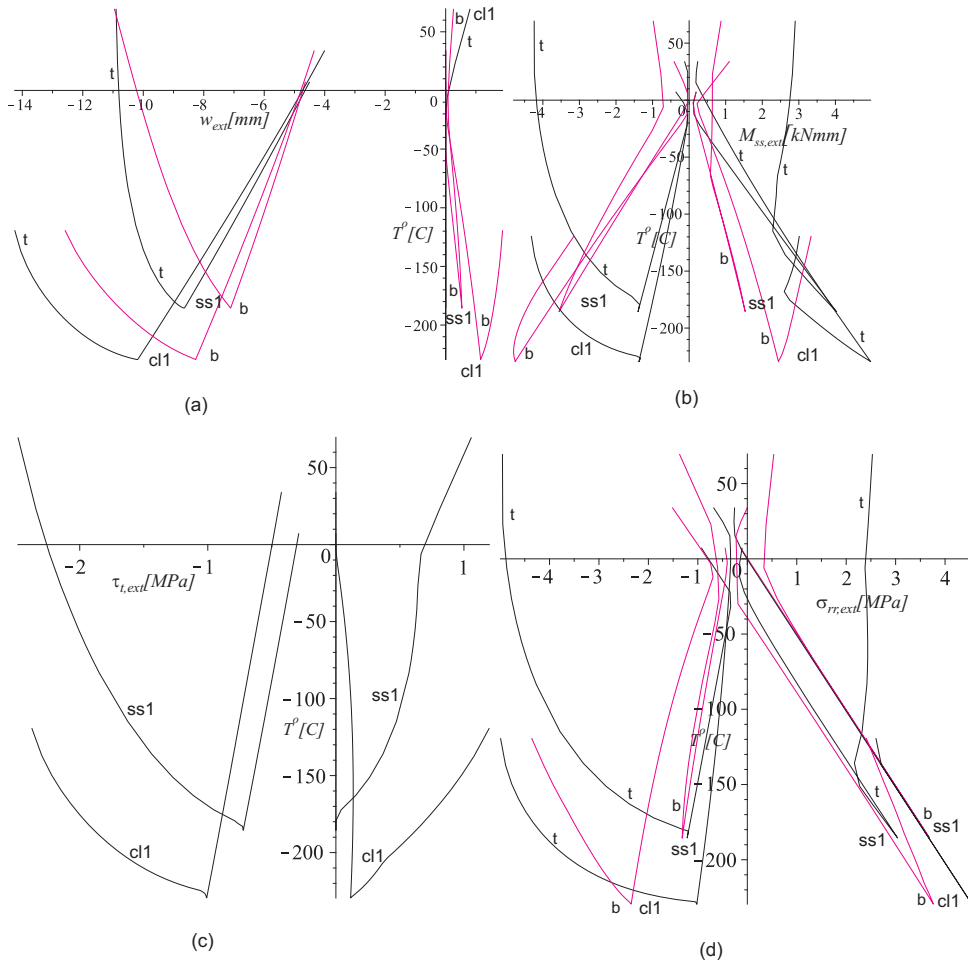 50
t
b
cl1
t
-14
-12
-10
-8
-6
-4
0
w_ext[mm]
-50
-100
T°[C]
-150
-200
t
t
ss1
b
cl1
b
ss1
b
cl1
(a)
50
t
t
-4
-3
-2
-1
0
1
2
3
4
M_ss,ext[kNmm]
-50
t
-100
T°[C]
-150
-200
t
ss1
cl1
b
b
ss1
cl1
t
(b)
50
-2
-1
0
1
τ_t,ext[MPa]
-50
-100
T°[C]
-150
-200
ss1
cl1
ss1
cl1
(c)
50
t
t
-4
-3
-2
-1
0
1
2
3
4
σ_rr,ext[MPa]
-50
-100
T°[C]
-150
-200
t
t
b
ss1
b
cl1
t
ss1
b
ss1
b
cl1
(d)